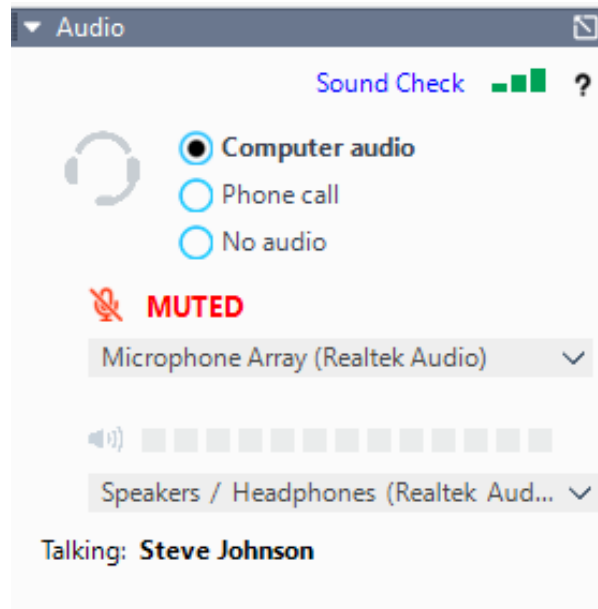 Audio
Sound Check ?
Computer audio
Phone call
No audio
MUTED
Microphone Array (Realtek Audio)
Speakers / Headphones (Realtek Aud...
Talking: Steve Johnson